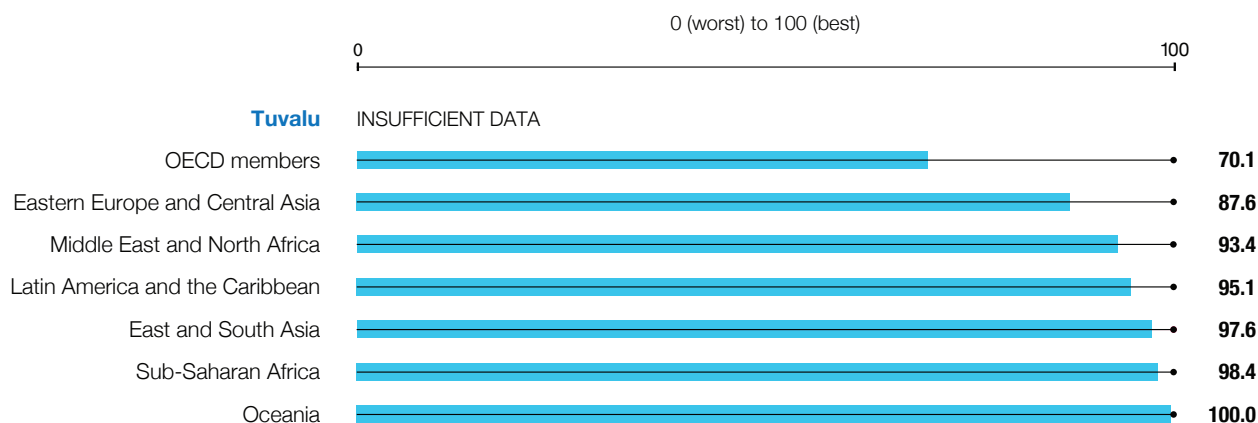 0 (worst) to 100 (best)
0 100
Tuvalu INSUFFICIENT DATA
OECD members 70.1
Eastern Europe and Central Asia 87.6
Middle East and North Africa 93.4
Latin America and the Caribbean 95.1
East and South Asia 97.6
Sub-Saharan Africa 98.4
Oceania 100.0